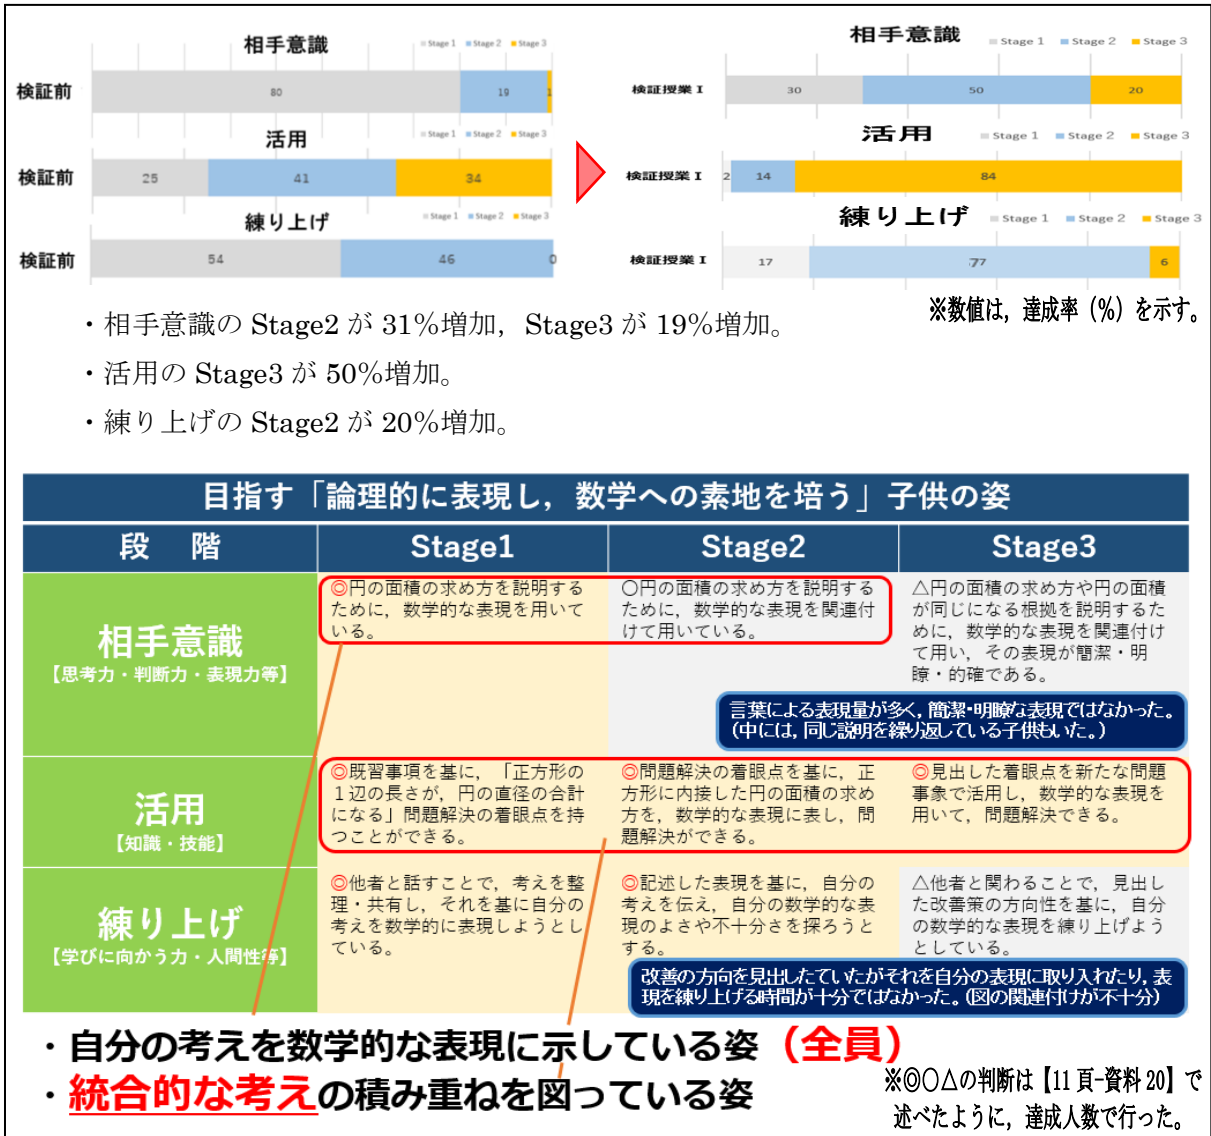 相手意識
Stage 1 Stage 2 Stage 3
検証前
80 19 1
活用
Stage 1 Stage 2 Stage 3
検証前
25 41 34
練り上げ
Stage 1 Stage 2 Stage 3
検証前
54 46 0
相手意識
Stage 1 Stage 2 Stage 3
検証授業Ⅰ
30 50 20
活用
Stage 1 Stage 2 Stage 3
検証授業Ⅰ
2 14 84
練り上げ
Stage 1 Stage 2 Stage 3
検証授業Ⅰ
17 77 6
※数値は，達成率（%）を示す。
・相手意識の Stage2 が 31%増加，Stage3 が 19%増加。
・活用の Stage3 が 50%増加。
・練り上げの Stage2 が 20%増加。
目指す「論理的に表現し，数学への素地を培う」子供の姿
段 階 Stage1 Stage2 Stage3
相手意識
【思考力・判断力・表現力等】
◎円の面積の求め方を説明する
ために，数学的な表現を用いて
いる。
〇円の面積の求め方を説明する
ために，数学的な表現を関連付
けて用いている。
△円の面積の求め方や円の面積
が同じになる根拠を説明するた
めに，数学的な表現を関連付け
て用い，その表現が簡潔・明
瞭・的確である。
言葉による表現量が多く，簡潔・明瞭な表現ではなかった。
（中には，同じ説明を繰り返している子供もいた。）
活用
【知識・技能】
◎既習事項を基に，「正方形の
１辺の長さが，円の直径の合計
になる」問題解決の着眼点を持
つことができる。
◎問題解決の着眼点を基に，正
方形に内接した円の面積の求め
方を，数学的な表現に表し，問
題解決ができる。
◎見出した着眼点を新たな問題
事象で活用し，数学的な表現を
用いて，問題解決できる。
練り上げ
【学びに向かう力・人間性等】
◎他者と話すことで，考えを整
理・共有し，それを基に自分の
考えを数学的に表現しようとし
ている。
◎記述した表現を基に，自分の
考えを伝え，自分の数学的な表
現のよさや不十分さを探ろうと
する。
△他者と関わることで，見出し
た改善策の方向性を基に，自分
の数学的な表現を練り上げよう
としている。
改善の方向を見出したていたがそれを自分の表現に取り入れたり，表
現を練り上げる時間が十分ではなかった。（図の関連付けが不十分）
・自分の考えを数学的な表現に示している姿（全員）
・統合的な考えの積み重ねを図っている姿
※◎〇△の判断は【11 頁-資料 20】で
述べたように，達成人数で行った。